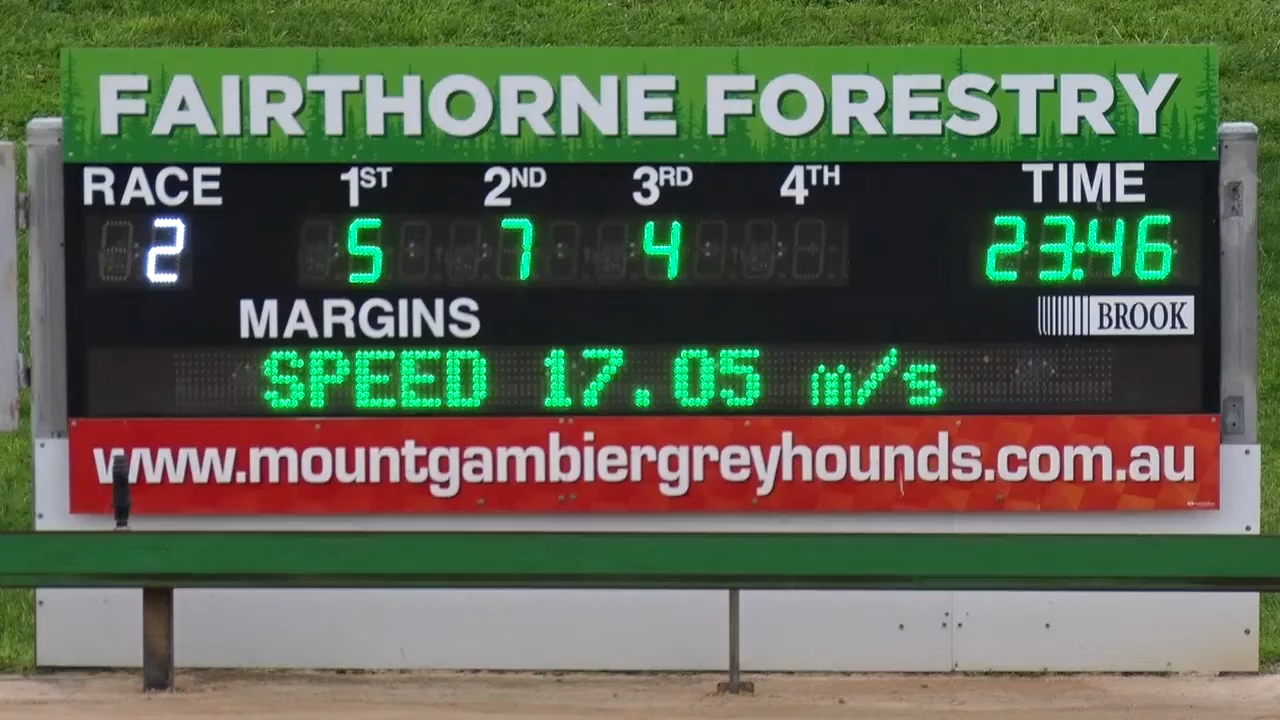 FAIRTHORNE FORESTRY
RACE 1ST 2ND 3RD 4TH TIME
2 5 7 4 23:46
MARGINS BROOK
SPEED 17.05 m/s
www.mountgambiergreyhounds.com.au